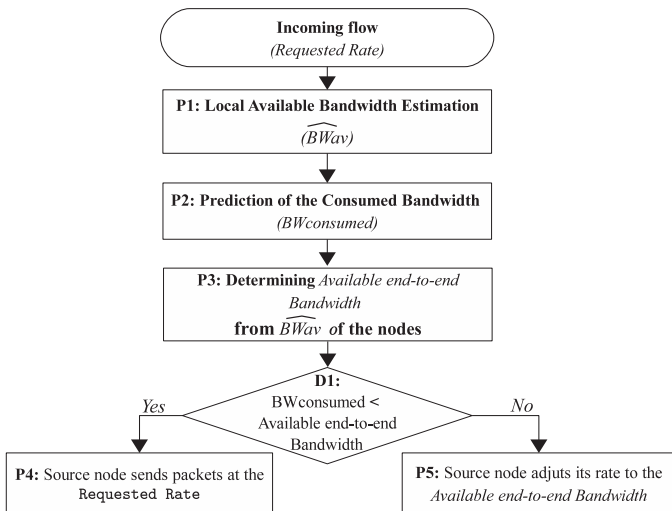 Incoming flow
(Requested Rate)
P1: Local Available Bandwidth Estimation
(B͡Wav)
P2: Prediction of the Consumed Bandwidth
(BWconsumed)
P3: Determining Available end-to-end
Bandwidth
from B͡Wav of the nodes
D1:
BWconsumed <
Available end-to-end
Bandwidth
Yes
No
P4: Source node sends packets at the
Requested Rate
P5: Source node adjuts its rate to the
Available end-to-end Bandwidth